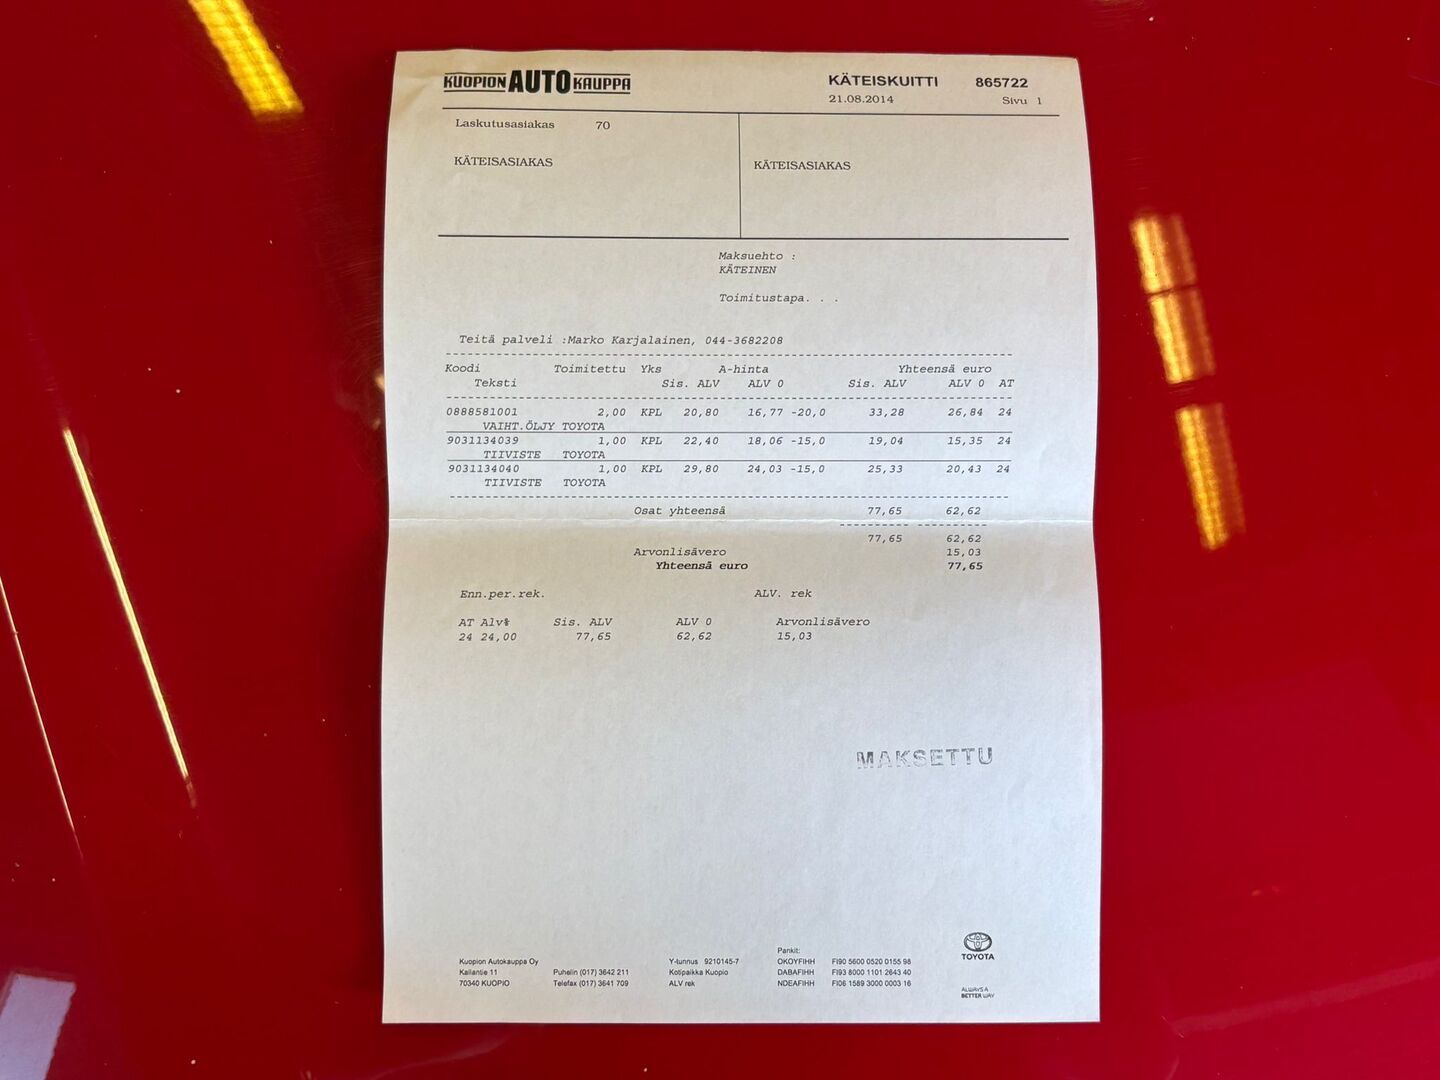 KUOPION AUTO KAUPPA
KÄTEISKUITTI 865722
21.08.2014 Sivu 1
Laskutusasiakas 70
KÄTEISASIAKAS KÄTEISASIAKAS
Maksuehto :
KÄTEINEN
Toimitustapa. . .
Teitä palveli :Marko Karjalainen, 044-3682208
Koodi Toimitettu Yks A-hinta Yhteensä euro
Teksti Sis. ALV ALV 0 Sis. ALV ALV 0 AT
0888581001 2,00 KPL 20,80 16,77 -20,0 33,28 26,84 24
VAIHT.ÖLJY TOYOTA
9031134039 1,00 KPL 22,40 18,06 -15,0 19,04 15,35 24
TIIVISTE TOYOTA
9031134040 1,00 KPL 29,80 24,03 -15,0 25,33 20,43 24
TIIVISTE TOYOTA
Osat yhteensä 77,65 62,62
77,65 62,62
Arvonlisävero 15,03
Yhteensä euro 77,65
Enn.per.rek. ALV. rek
AT Alv% Sis. ALV ALV 0 Arvonlisävero
24 24,00 77,65 62,62 15,03
MAKSETTU
TOYOTA
ALWAYS A
BETTER WAY
Pankit:
Kuopion Autokauppa Oy Y-tunnus 9210145-7 OKOYFIHH FI90 5600 0520 0155 98
Kallantie 11 Puhelin (017) 3642 211 Kotipaikka Kuopio DABAFIHH FI93 8000 1101 2643 40
70340 KUOPIO Telefax (017) 3641 709 ALV rek NDEAFIHH FI06 1589 3000 0003 16